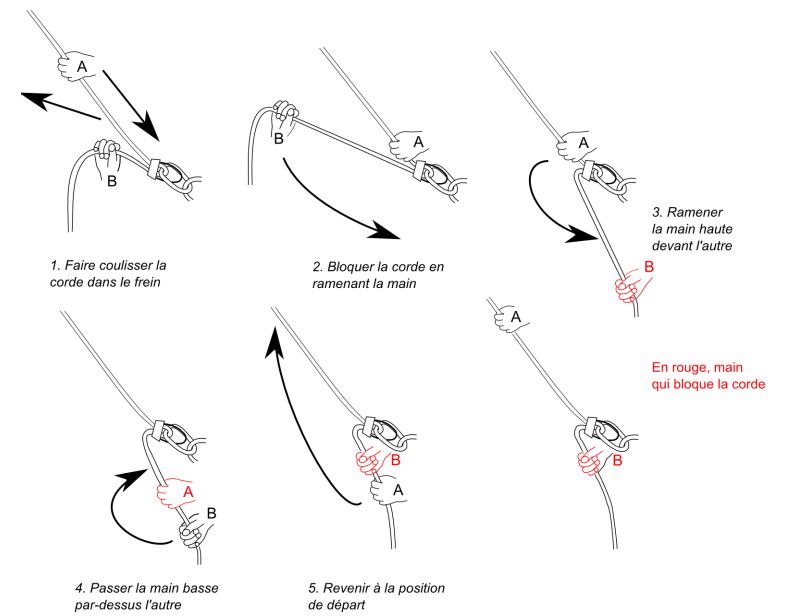 A
B
1. Faire coulisser la
corde dans le frein
B
A
2. Bloquer la corde en
ramenant la main
A
B
3. Ramener
la main haute
devant l'autre
A
B
4. Passer la main basse
par-dessus l'autre
B
A
5. Revenir à la position
de départ
A
B
En rouge, main
qui bloque la corde